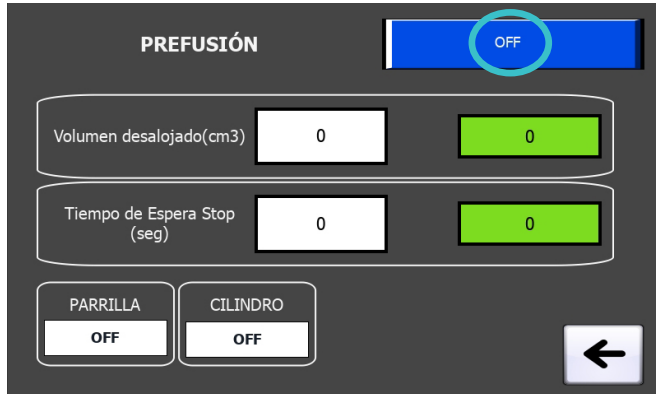 PREFUSIÓN
OFF
Volumen desalojado(cm3)
0
0
Tiempo de Espera Stop
(seg)
0
0
PARRILLA
CILINDRO
OFF
OFF